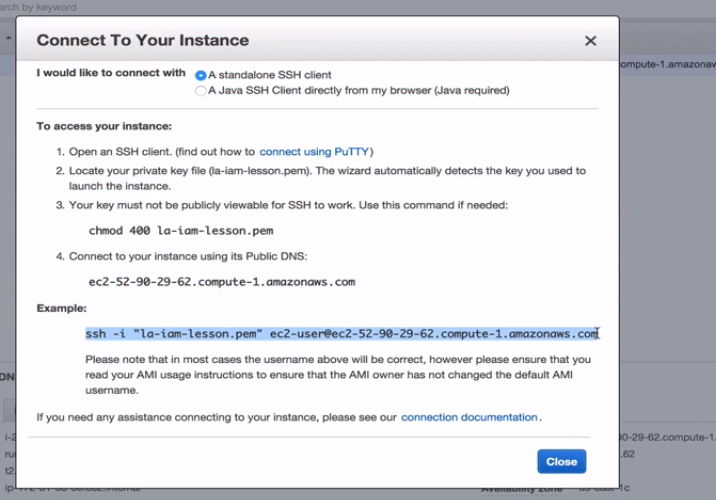 arch by keyword
Connect To Your Instance
I would like to connect with
A standalone SSH client
A Java SSH Client directly from my browser (Java required)
ompute-1.amazonaw
To access your instance:
1. Open an SSH client. (find out how to connect using PuTTY)
2. Locate your private key file (la-iam-lesson.pem). The wizard automatically detects the key you used to
launch the instance.
3. Your key must not be publicly viewable for SSH to work. Use this command if needed:
chmod 400 la-iam-lesson.pem
4. Connect to your instance using its Public DNS:
ec2-52-90-29-62.compute-1.amazonaws.com
Example:
ssh -i "la-iam-lesson.pem" ec2-user@ec2-52-90-29-62.compute-1.amazonaws.com
Please note that in most cases the username above will be correct, however please ensure that you
read your AMI usage instructions to ensure that the AMI owner has not changed the default AMI
username.
DN
If you need any assistance connecting to your instance, please see our connection documentation.
i-2
0-29-62.compute-1.
ru
.62
Close
t2.
Availability zone
us-east-1c